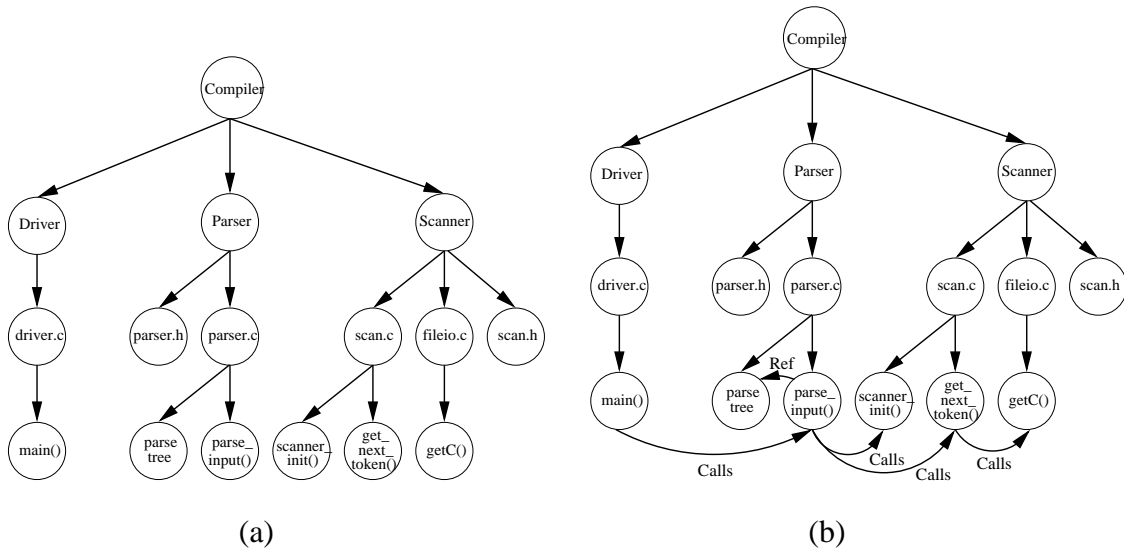 Compiler
Driver
Parser
Scanner
driver.c
parser.h
parser.c
scan.c
fileio.c
scan.h
main()
parse
tree
parse_
input()
scanner_
init()
get_
next_
token()
getC()
(a)
Compiler
Driver
Parser
Scanner
driver.c
parser.h
parser.c
scan.c
fileio.c
scan.h
Ref
main()
parse
tree
parse_
input()
scanner_
init()
get_
next_
token()
getC()
Calls
Calls
Calls
Calls
(b)